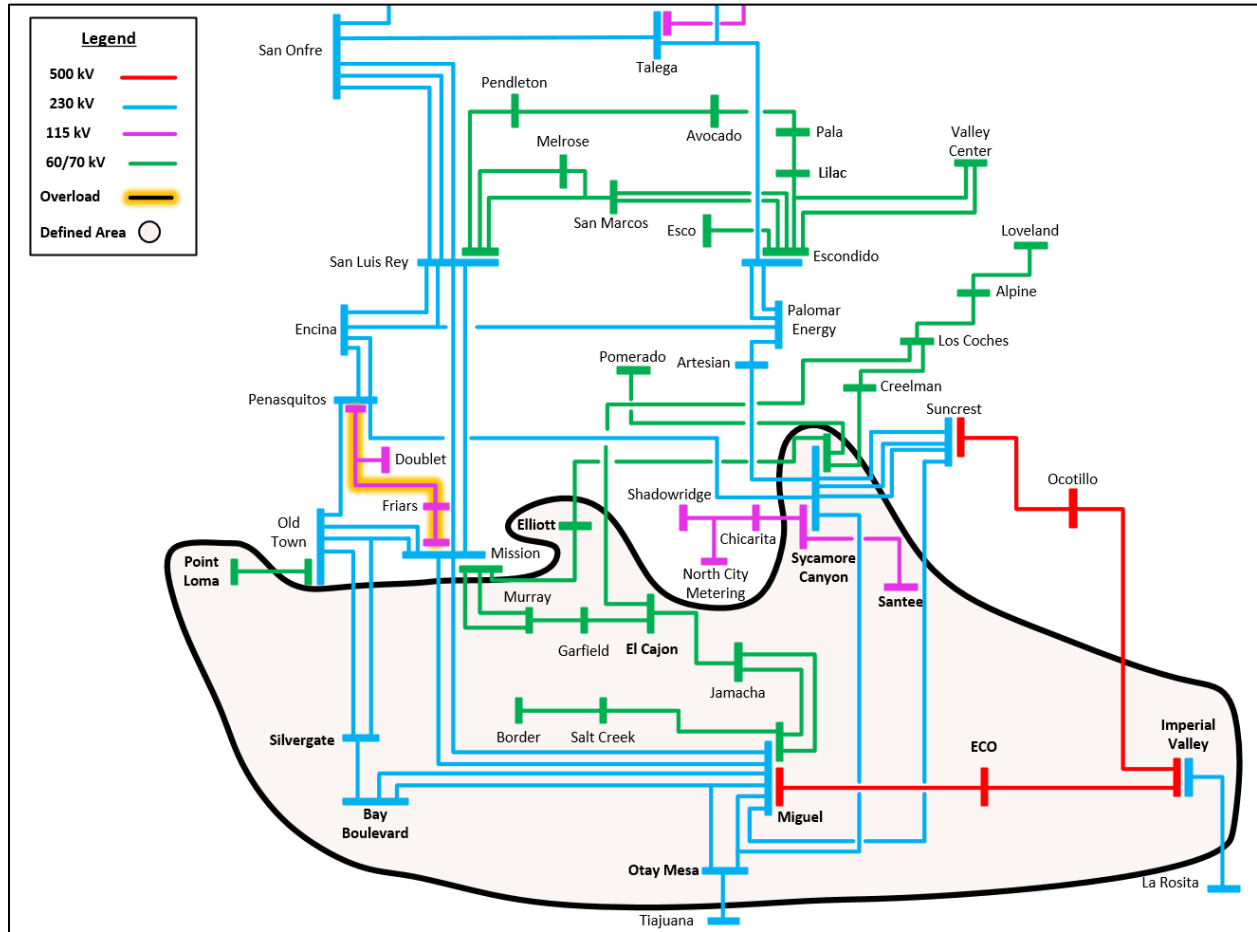 Legend
500 kV
230 kV
115 kV
60/70 kV
Overload
Defined Area
San Onfre
Talega
Pendleton
Avocado
Pala
Valley
Center
Melrose
Lilac
San Marcos
Esco
Loveland
San Luis Rey
Escondido
Alpine
Encina
Palomar
Energy
Los Coches
Pomerado
Artesian
Creelman
Penasquitos
Suncrest
Doublet
Ocotillo
Shadowridge
Friars
Old
Town
Elliott
Chicarita
Mission
Sycamore
Canyon
Point
Loma
North City
Metering
Murray
Santee
Garfield
El Cajon
Jamacha
Silvergate
Border
Salt Creek
ECO
Imperial
Valley
Bay
Boulevard
Miguel
Otay Mesa
La Rosita
Tiajuana